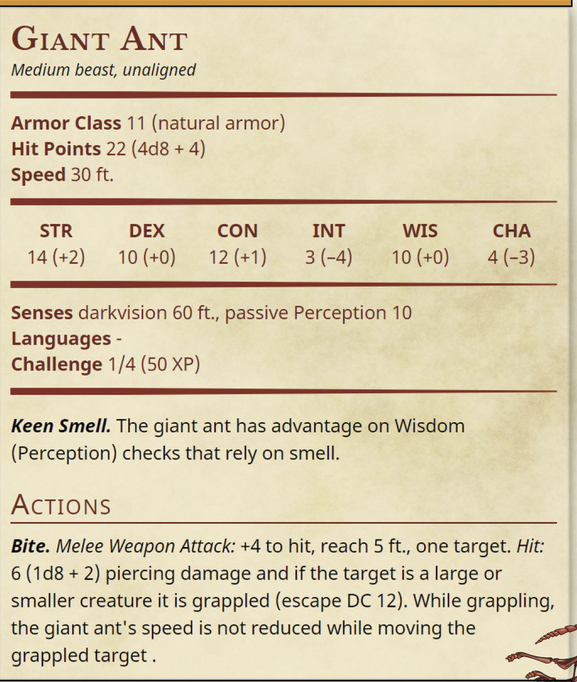 Giant Ant
Medium beast, unaligned
Armor Class 11 (natural armor)
Hit Points 22 (4d8 + 4)
Speed 30 ft.
STR DEX CON INT WIS CHA
14 (+2) 10 (+0) 12 (+1) 3 (–4) 10 (+0) 4 (–3)
Senses darkvision 60 ft., passive Perception 10
Languages -
Challenge 1/4 (50 XP)
Keen Smell. The giant ant has advantage on Wisdom
(Perception) checks that rely on smell.
Actions
Bite. Melee Weapon Attack: +4 to hit, reach 5 ft., one target. Hit:
6 (1d8 + 2) piercing damage and if the target is a large or
smaller creature it is grappled (escape DC 12). While grappling,
the giant ant's speed is not reduced while moving the
grappled target .